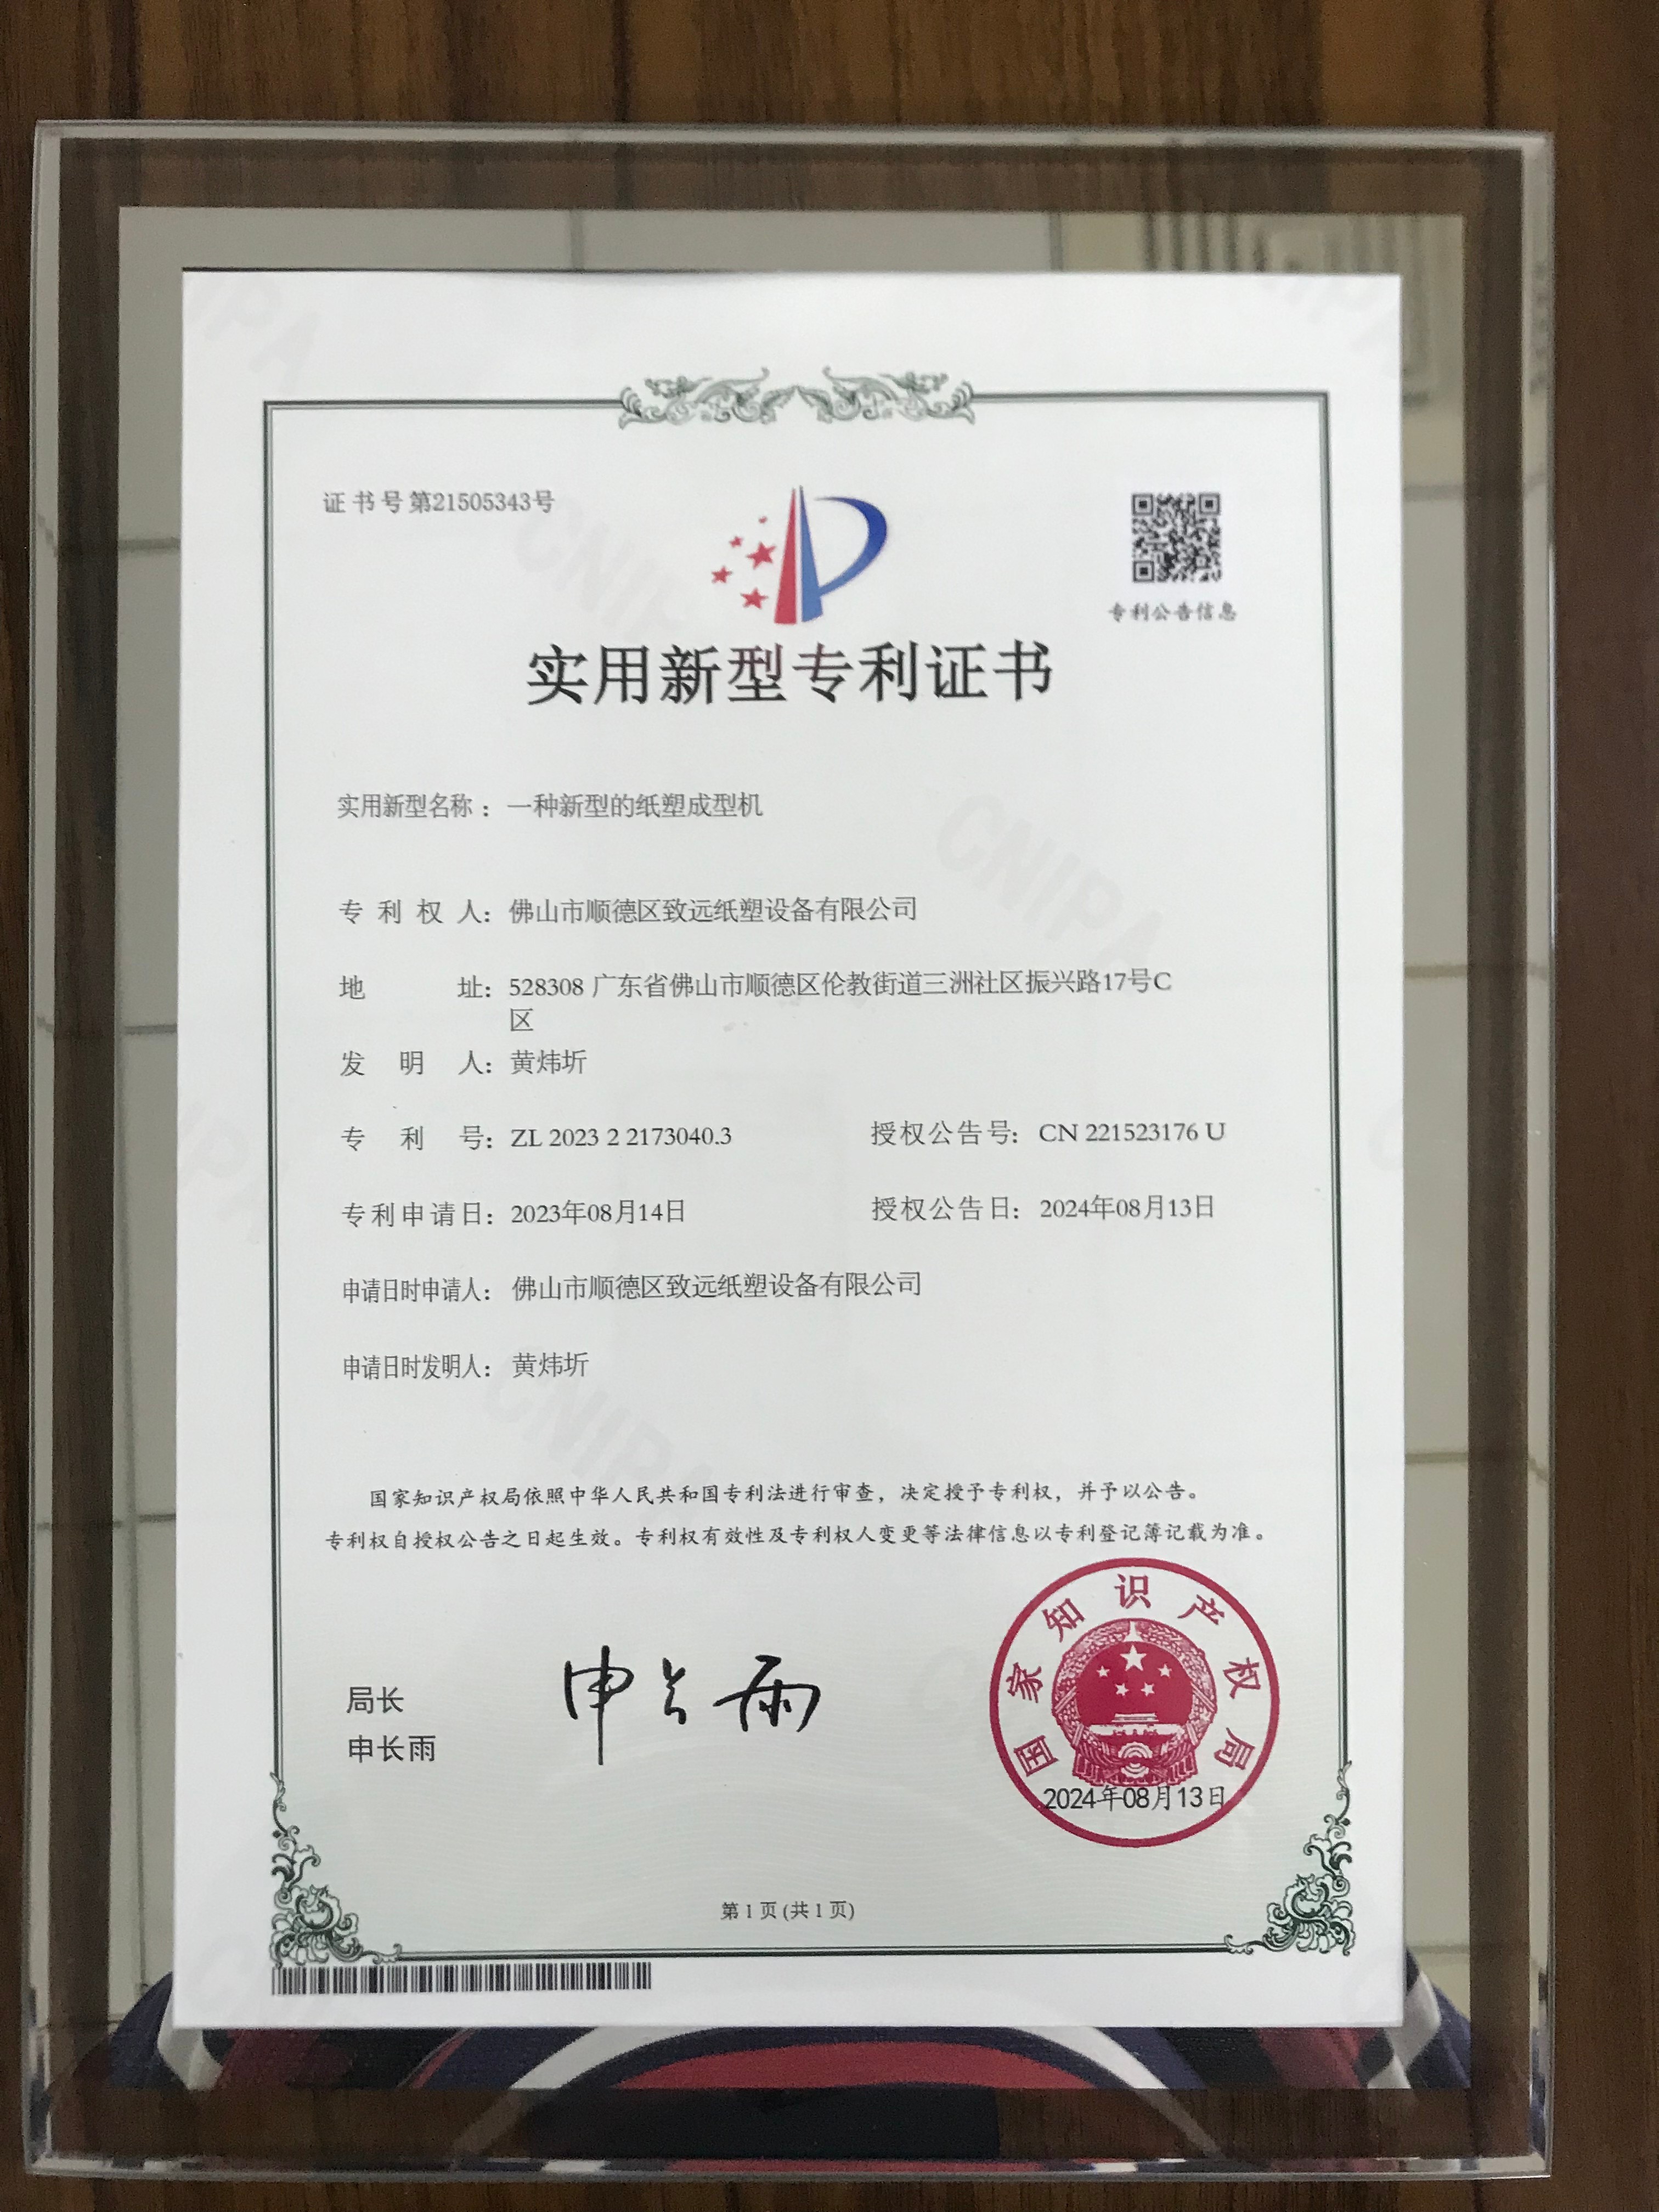 证书号第21505343号
专利公告信息
实用新型专利证书
实用新型名称：一种新型的纸塑成型机
专利权人：佛山市顺德区致远纸塑设备有限公司
地址：528308 广东省佛山市顺德区伦教街道三洲社区振兴路17号C
区
发明人：黄炜圻
专利号：ZL 2023 2 2173040.3 授权公告号：CN 221523176 U
专利申请日：2023年08月14日 授权公告日：2024年08月13日
申请日时申请人：佛山市顺德区致远纸塑设备有限公司
申请日时发明人：黄炜圻
国家知识产权局依照中华人民共和国专利法进行审查，决定授予专利权，并予以公告。
专利权自授权公告之日起生效。专利权有效性及专利权人变更等法律信息以专利登记簿记载为准。
局长
申长雨
申长雨
国家知识产权局
2024年08月13日
第 1 页 (共 1 页)
CNIPA
CNIPA
CNIPA